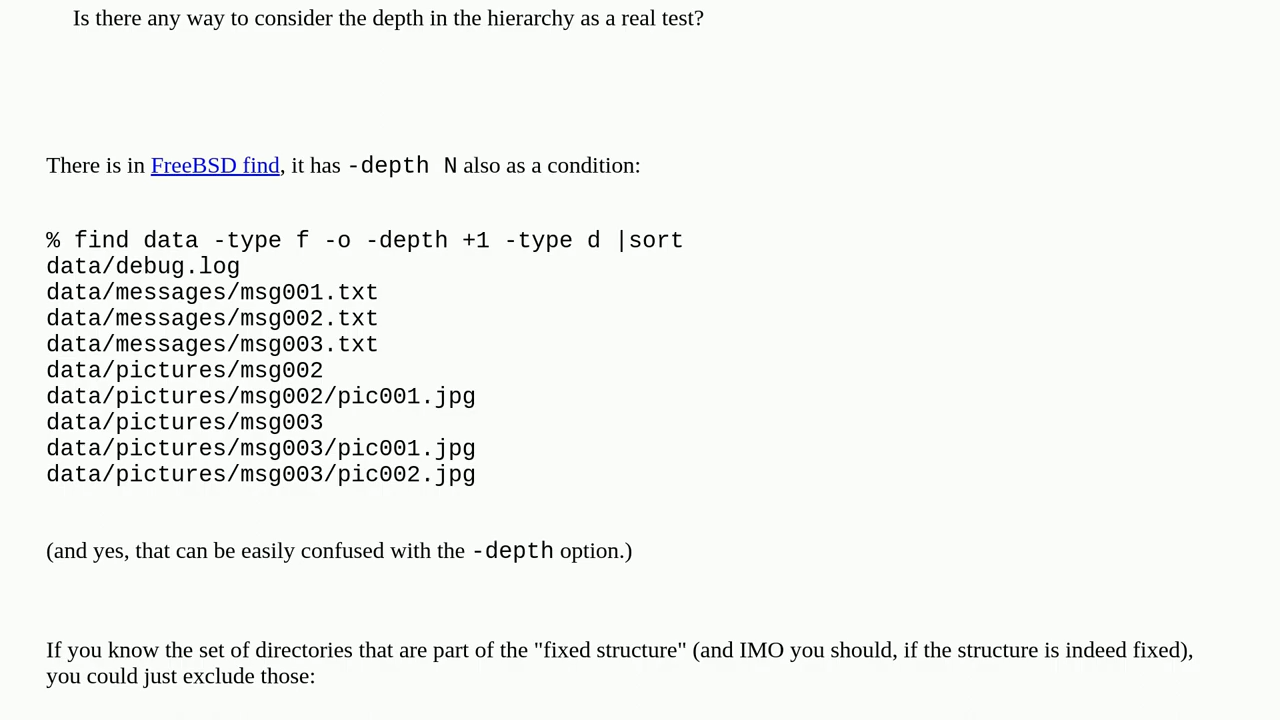 Is there any way to consider the depth in the hierarchy as a real test?
There is in FreeBSD find, it has -depth N also as a condition:
% find data -type f -o -depth +1 -type d |sort
data/debug.log
data/messages/msg001.txt
data/messages/msg002.txt
data/messages/msg003.txt
data/pictures/msg002
data/pictures/msg002/pic001.jpg
data/pictures/msg003
data/pictures/msg003/pic001.jpg
data/pictures/msg003/pic002.jpg
(and yes, that can be easily confused with the -depth option.)
If you know the set of directories that are part of the "fixed structure" (and IMO you should, if the structure is indeed fixed),
you could just exclude those: